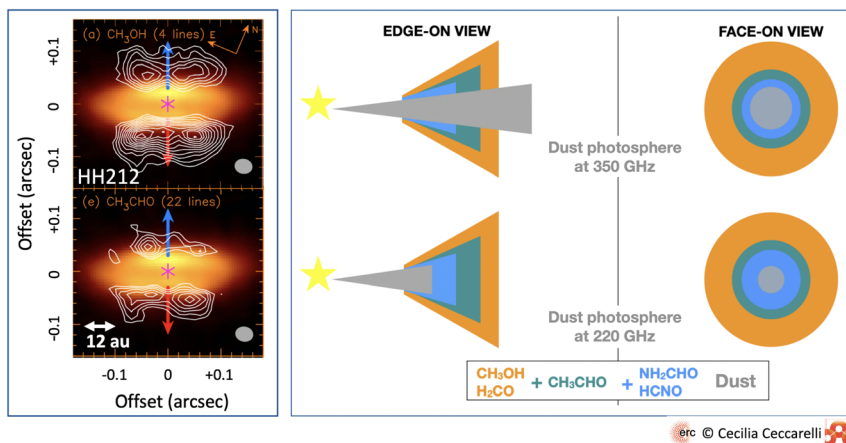 (a) CH3OH (4 lines)
E
N
+0.1
0
-0.1
HH212
(e) CH3CHO (22 lines)
+0.1
0
-0.1
12 au
-0.1 0 +0.1
Offset (arcsec)
Offset (arcsec)
Offset (arcsec)
EDGE-ON VIEW
FACE-ON VIEW
Dust photosphere
at 350 GHz
Dust photosphere
at 220 GHz
CH3OH
H2CO
+ CH3CHO +
NH2CHO
HCNO
Dust
erc © Cecilia Ceccarelli